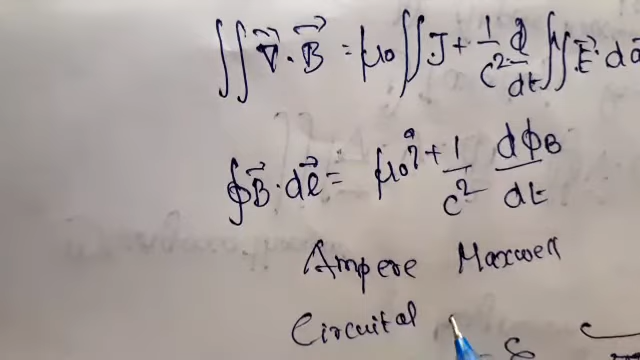 ∬ ∇⃗ · B⃗ = μ₀ ∬ J + 1/c² d/dt ∬ E⃗ · da
∮ B⃗ · dl⃗ = μ₀ i + 1/c² dϕB/dt
Ampere Maxwell
Circuital